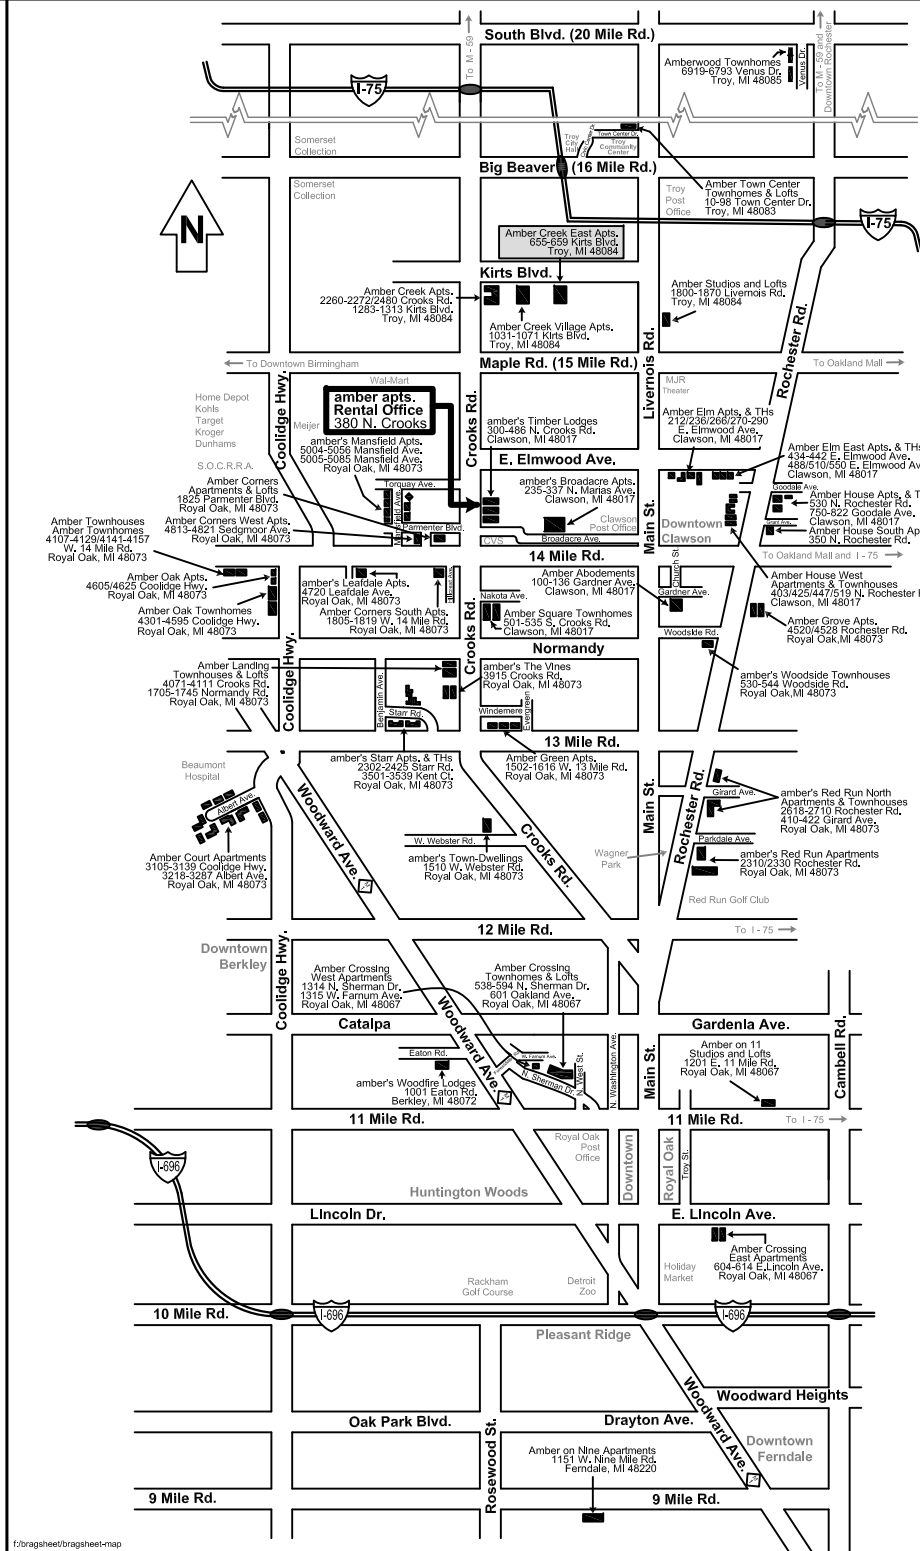 South Blvd. (20 Mile Rd.)
To M - 59
To M - 59 and
Downtown Rochester
Amberwood Townhomes
6919-6793 Venus Dr.
Troy, MI 48085
Venus Dr.
I-75
Somerset
Collection
Troy
City
Hall
Civic Center Dr.
Town Center Dr.
Troy
Community
Center
Big Beaver (16 Mile Rd.)
Somerset
Collection
N
Troy
Post
Office
Amber Town Center
Townhomes & Lofts
10-98 Town Center Dr.
Troy, MI 48083
I-75
Amber Creek East Apts.
655-659 Kirts Blvd.
Troy, MI 48084
Kirts Blvd.
Amber Creek Apts.
2260-2272/2480 Crooks Rd.
1283-1313 Kirts Blvd.
Troy, MI 48084
Amber Creek Village Apts.
1031-1071 Kirts Blvd.
Troy, MI 48084
Amber Studios and Lofts
1800-1870 Livernois Rd.
Troy, MI 48084
Livernois Rd.
Rochester Rd.
Maple Rd. (15 Mile Rd.)
To Downtown Birmingham
To Oakland Mall
Wal-Mart
MJR
Theater
Home Depot
Kohls
Target
Kroger
Dunhams
Meijer
S.O.C.R.R.A.
Coolidge Hwy.
Crooks Rd.
amber apts.
Rental Office
380 N. Crooks
amber's Timber Lodges
300-486 N. Crooks Rd.
Clawson, MI 48017
Amber Elm Apts. & THs
212/236/266/270-290
E. Elmwood Ave.
Clawson, MI 48017
Amber Elm East Apts. & THs
434-442 E. Elmwood Ave.
488/510/550 E. Elmwood Av
Clawson, MI 48017
amber's Mansfield Apts.
5004-5056 Mansfield Ave.
5005-5085 Mansfield Ave.
Royal Oak, MI 48073
E. Elmwood Ave.
Torquay Ave.
Mansfield Ave.
Parmenter Blvd.
Amber Corners
Apartments & Lofts
1825 Parmenter Blvd.
Royal Oak, MI 48073
amber's Broadacre Apts.
235-337 N. Marias Ave.
Clawson, MI 48017
Clawson
Post Office
CVS
Broadacre Ave.
Main St.
Downtown
Clawson
Goodale Ave.
Grant Ave.
Amber House Apts. & T
530 N. Rochester Rd.
750-822 Goodale Ave.
Clawson, MI 48017
Amber House South Ap
350 N. Rochester Rd.
Amber Townhouses
Amber Townhomes
4107-4129/4141-4157
W. 14 Mile Rd.
Royal Oak, MI 48073
Amber Corners West Apts.
4813-4821 Sedgmoor Ave.
Royal Oak, MI 48073
14 Mile Rd.
To Oakland Mall and I - 75
Amber Oak Apts.
4605/4625 Coolidge Hwy.
Royal Oak, MI 48073
Amber Oak Townhomes
4301-4595 Coolidge Hwy.
Royal Oak, MI 48073
amber's Leafdale Apts.
4720 Leafdale Ave.
Royal Oak, MI 48073
Amber Corners South Apts.
1805-1819 W. 14 Mile Rd.
Royal Oak, MI 48073
Nakota Ave.
Amber Square Townhomes
501-535 S. Crooks Rd.
Clawson, MI 48017
Amber Abodements
100-136 Gardner Ave.
Clawson, MI 48017
Church St.
Gardner Ave.
Amber House West
Apartments & Townhomes
403/425/447/519 N. Rochester R
Clawson, MI 48017
Amber Grove Apts.
4520/4528 Rochester Rd.
Royal Oak,MI 48073
Woodside Rd.
Crooks Rd.
Coolidge Hwy.
Normandy
Amber Landing
Townhouses & Lofts
4071-4111 Crooks Rd.
1705-1745 Normandy Rd.
Royal Oak, MI 48073
Benjamin Ave.
Starr Rd.
amber's The Vines
3915 Crooks Rd.
Royal Oak, MI 48073
Windemere
Evergreen
amber's Woodside Townhouses
530-544 Woodside Rd.
Royal Oak,MI 48073
13 Mile Rd.
Beaumont
Hospital
amber's Starr Apts. & THs
2302-2425 Starr Rd.
3501-3539 Kent Ct.
Royal Oak, MI 48073
Amber Green Apts.
1502-1616 W. 13 Mile Rd.
Royal Oak, MI 48073
Albert Ave.
Woodward Ave.
Main St.
Rochester Rd.
Girard Ave.
amber's Red Run North
Apartments & Townhouses
2618-2710 Rochester Rd.
410-422 Girard Ave.
Royal Oak, MI 48073
Amber Court Apartments
3105-3139 Coolidge Hwy.
3218-3287 Albert Ave.
Royal Oak, MI 48073
W. Webster Rd.
Crooks Rd.
amber's Town-Dwellings
1510 W. Webster Rd.
Royal Oak, MI 48073
Wagner
Park
Parkdale Ave.
amber's Red Run Apartments
2310/2330 Rochester Rd.
Royal Oak, MI 48073
Red Run Golf Club
12 Mile Rd.
To I - 75
Downtown
Berkley
Coolidge Hwy.
Amber Crossing
West Apartments
1314 N. Sherman Dr.
1315 W. Farnum Ave.
Royal Oak, MI 48067
Amber Crossing
Townhomes & Lofts
538-594 N. Sherman Dr.
601 Oakland Ave.
Royal Oak, MI 48067
Woodward Ave.
Catalpa
Gardenia Ave.
Cambell Rd.
Eaton Rd.
amber's Woodfire Lodges
1001 Eaton Rd.
Berkley, MI 48072
W. Farnum Ave.
N. Sherman Dr.
N. West St.
N. Washington Ave.
Main St.
Amber on 11
Studios and Lofts
1201 E. 11 Mile Rd.
Royal Oak, MI 48067
11 Mile Rd.
11 Mile Rd.
To I - 75
I-696
Royal Oak
Post
Office
Downtown
Royal Oak
Troy St.
Huntington Woods
Lincoln Dr.
E. Lincoln Ave.
Amber Crossing
East Apartments
604-614 E.Lincoln Ave.
Royal Oak, MI 48067
Holiday
Market
Rackham
Golf Course
Detroit
Zoo
10 Mile Rd.
I-696
I-696
Pleasant Ridge
Woodward Ave.
Woodward Heights
Oak Park Blvd.
Rosewood St.
Drayton Ave.
Downtown
Ferndale
Amber on Nine Apartments
1151 W. Nine Mile Rd.
Ferndale, MI 48220
9 Mile Rd.
9 Mile Rd.
f:/bragsheet/bragsheet-map